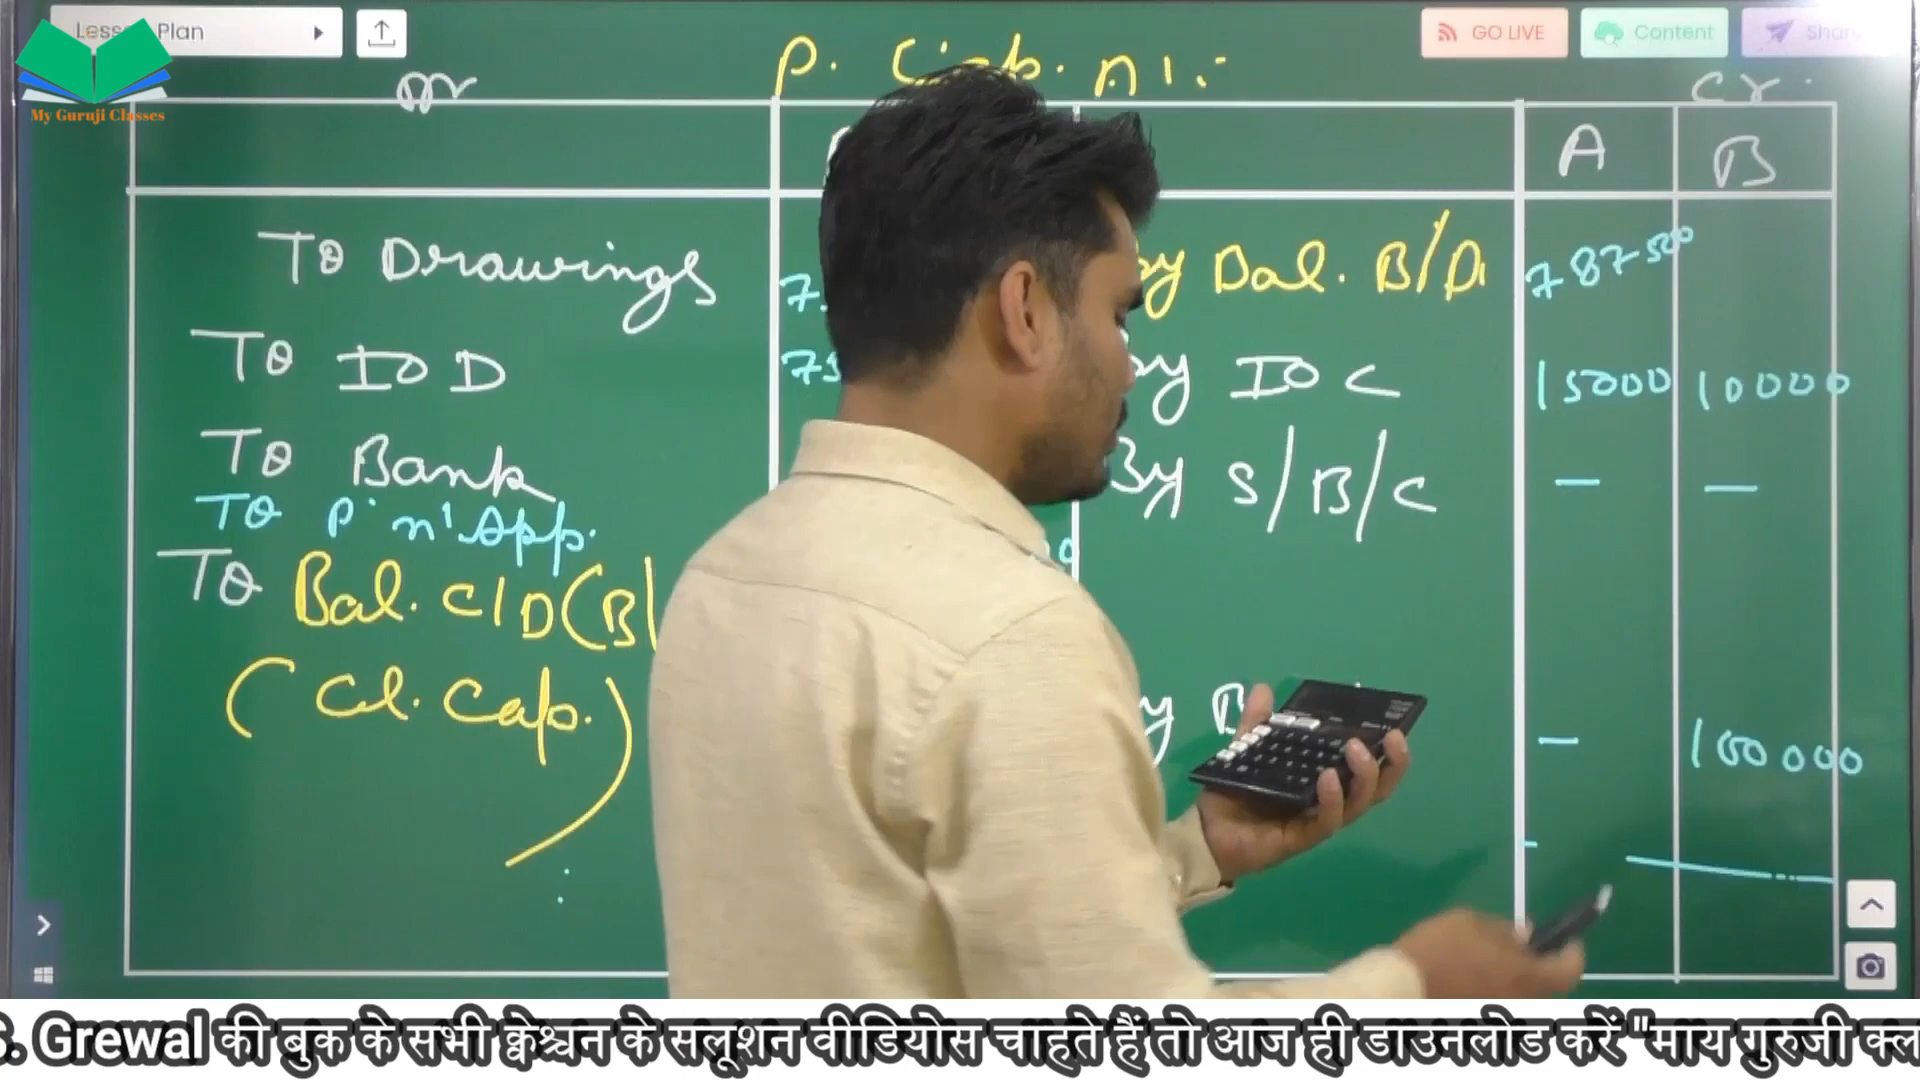 Plan
GO LIVE
Content
Shar
My Guruji Classes
P. Cap. A
Dr
Cr.
A B
To Drawings
By Bal. B/D 787500
To IOD
By IOC 15000 10000
To Bank
By S/B/C — —
To P. n' App.
To Bal. C/D (B/
(Cl. Cap.)
— 100000
S. Grewal की बुक के सभी क्वेश्चन के सलूशन वीडियोस चाहते हैं तो आज ही डाउनलोड करें "माय गुरुजी क्ल